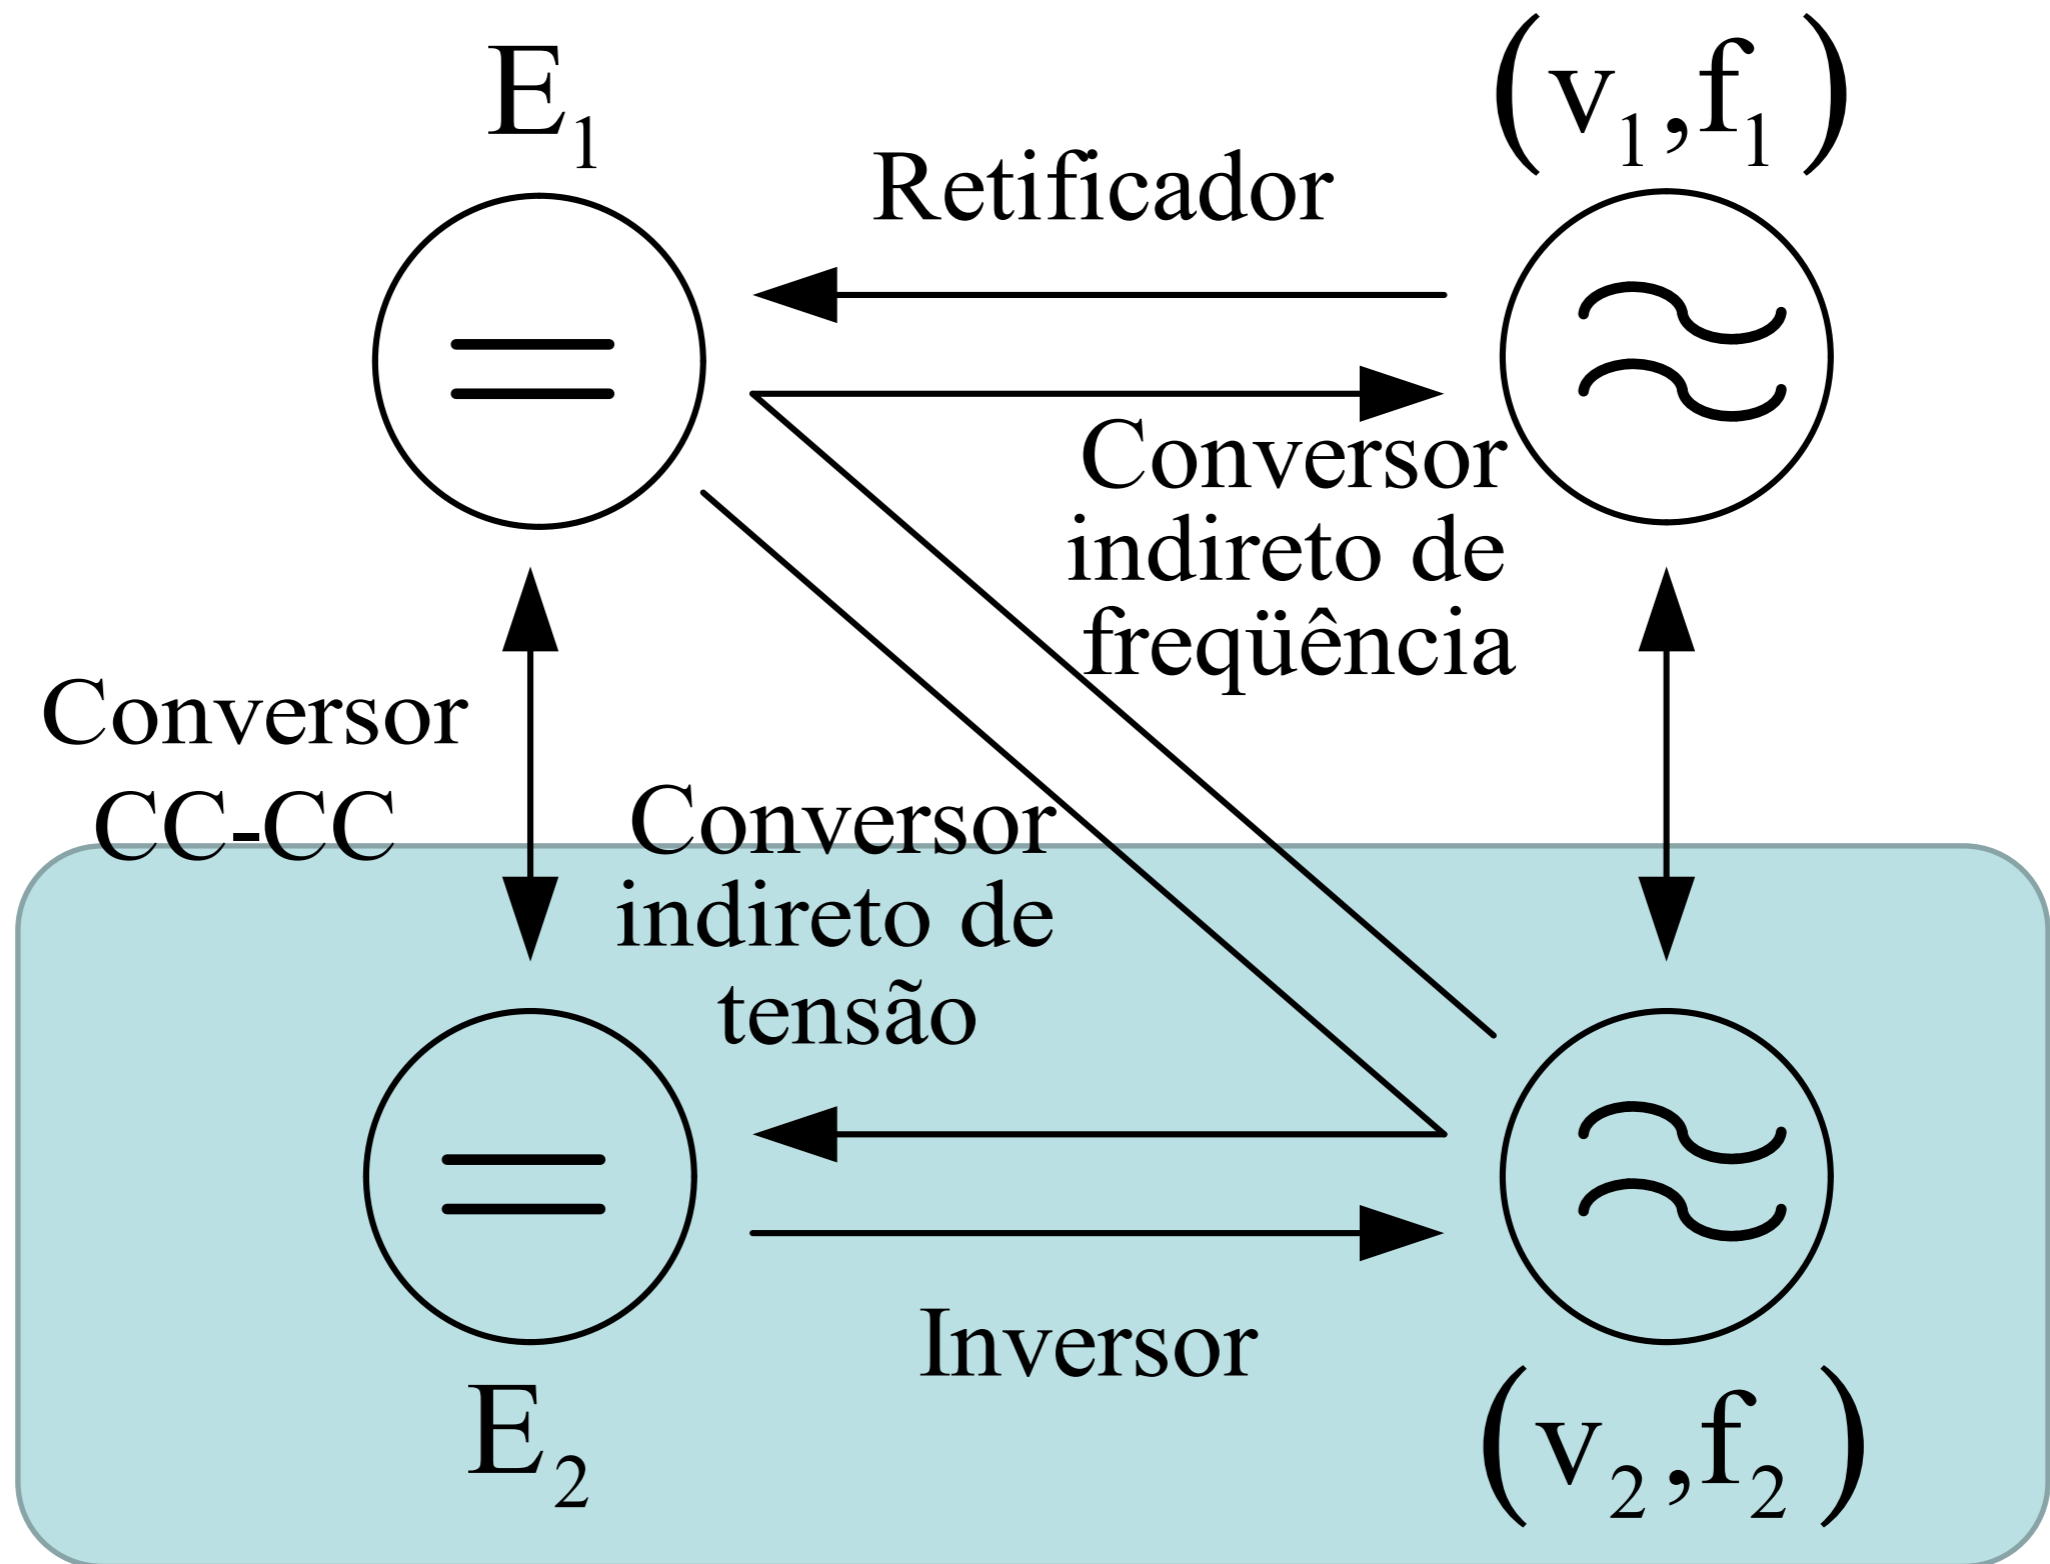 E1
(v1,f1)
Retificador
Conversor
indireto de
freqüência
Conversor
CC-CC
Conversor
indireto de
tensão
Inversor
E2
(v2,f2)